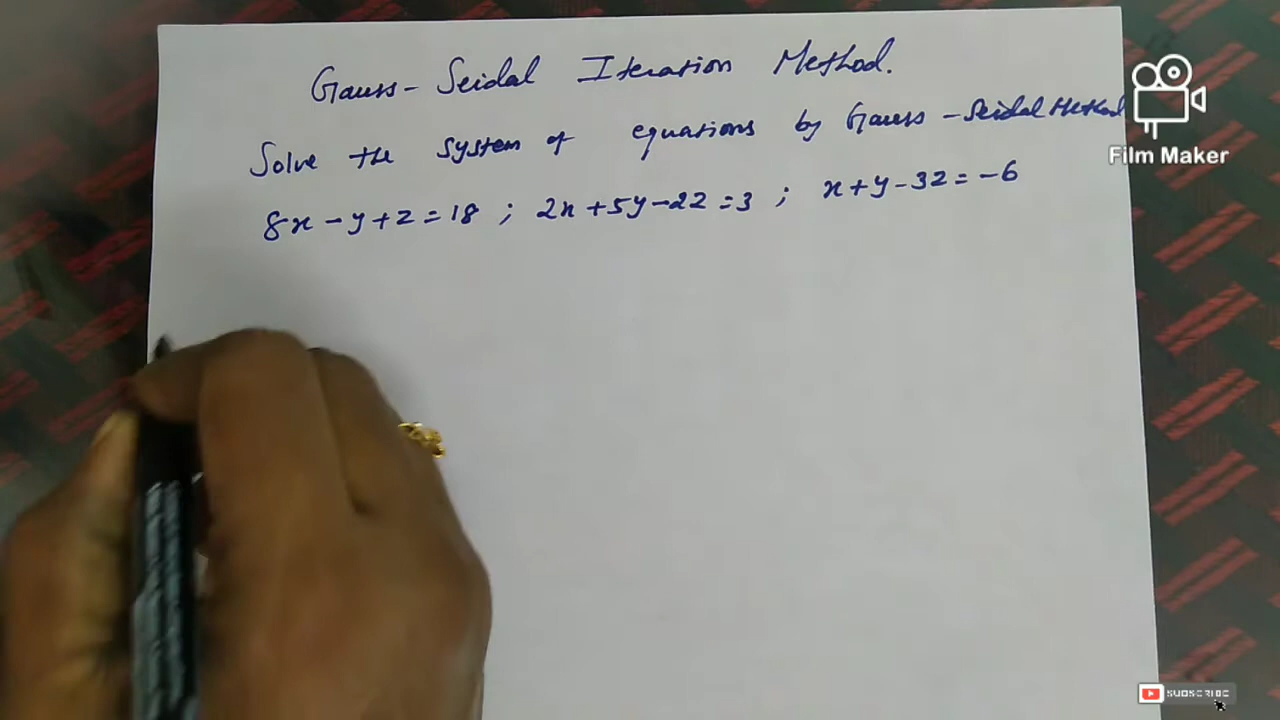 Gauss-Seidal Iteration Method.
Solve the system of equations by Gauss-Seidal Method
8x-y+z=18 ; 2x+5y-2z=3 ; x+y-3z=-6
Film Maker
SUBSCRIBE